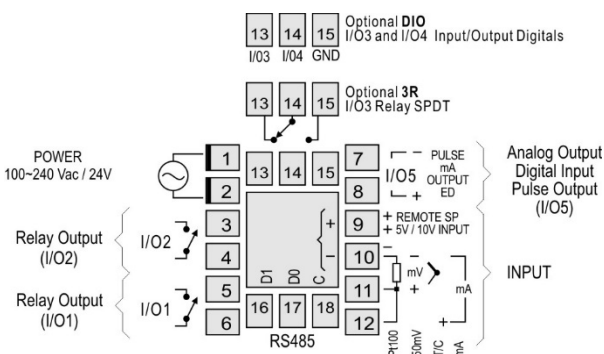 13 14 15
Optional DIO
I/O3 and I/O4 Input/Output Digitals
I/03 I/04 GND
13 14 15
Optional 3R
I/O3 Relay SPDT
POWER
100~240 Vac / 24V
1
2
3
4
5
6
13 14 15
7
8
9
10
11
12
+
−
D1 D0 C
16 17 18
RS485
Relay Output
(I/O2)
I/O2
Relay Output
(I/O1)
I/O1
I/O5
−
+
PULSE
mA
OUTPUT
ED
Analog Output
Digital Input
Pulse Output
(I/O5)
+ REMOTE SP
+ 5V / 10V INPUT
−
− −
mV
+
mA
+
INPUT
Pt100
T/C
mA